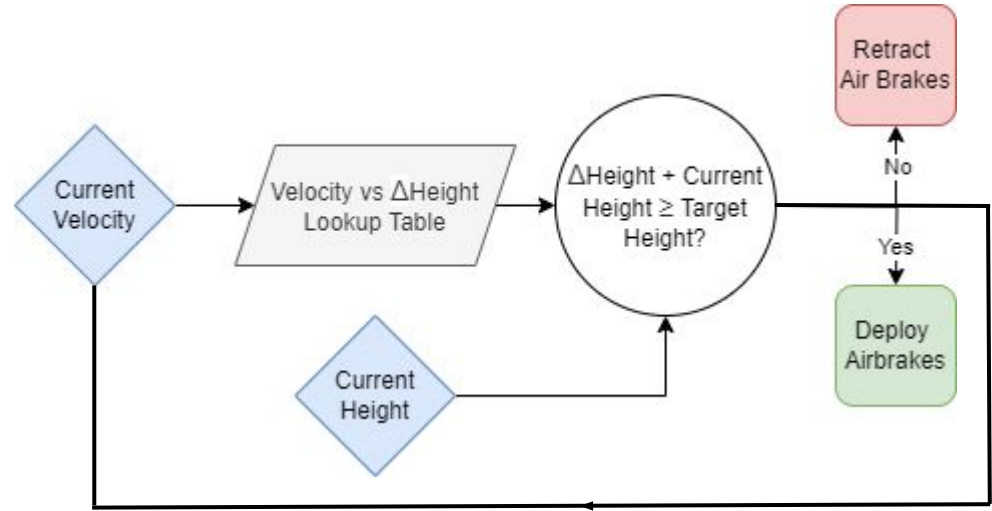 Current
Velocity
Velocity vs ΔHeight
Lookup Table
Current
Height
ΔHeight + Current
Height ≥ Target
Height?
Retract
Air Brakes
No
Yes
Deploy
Airbrakes